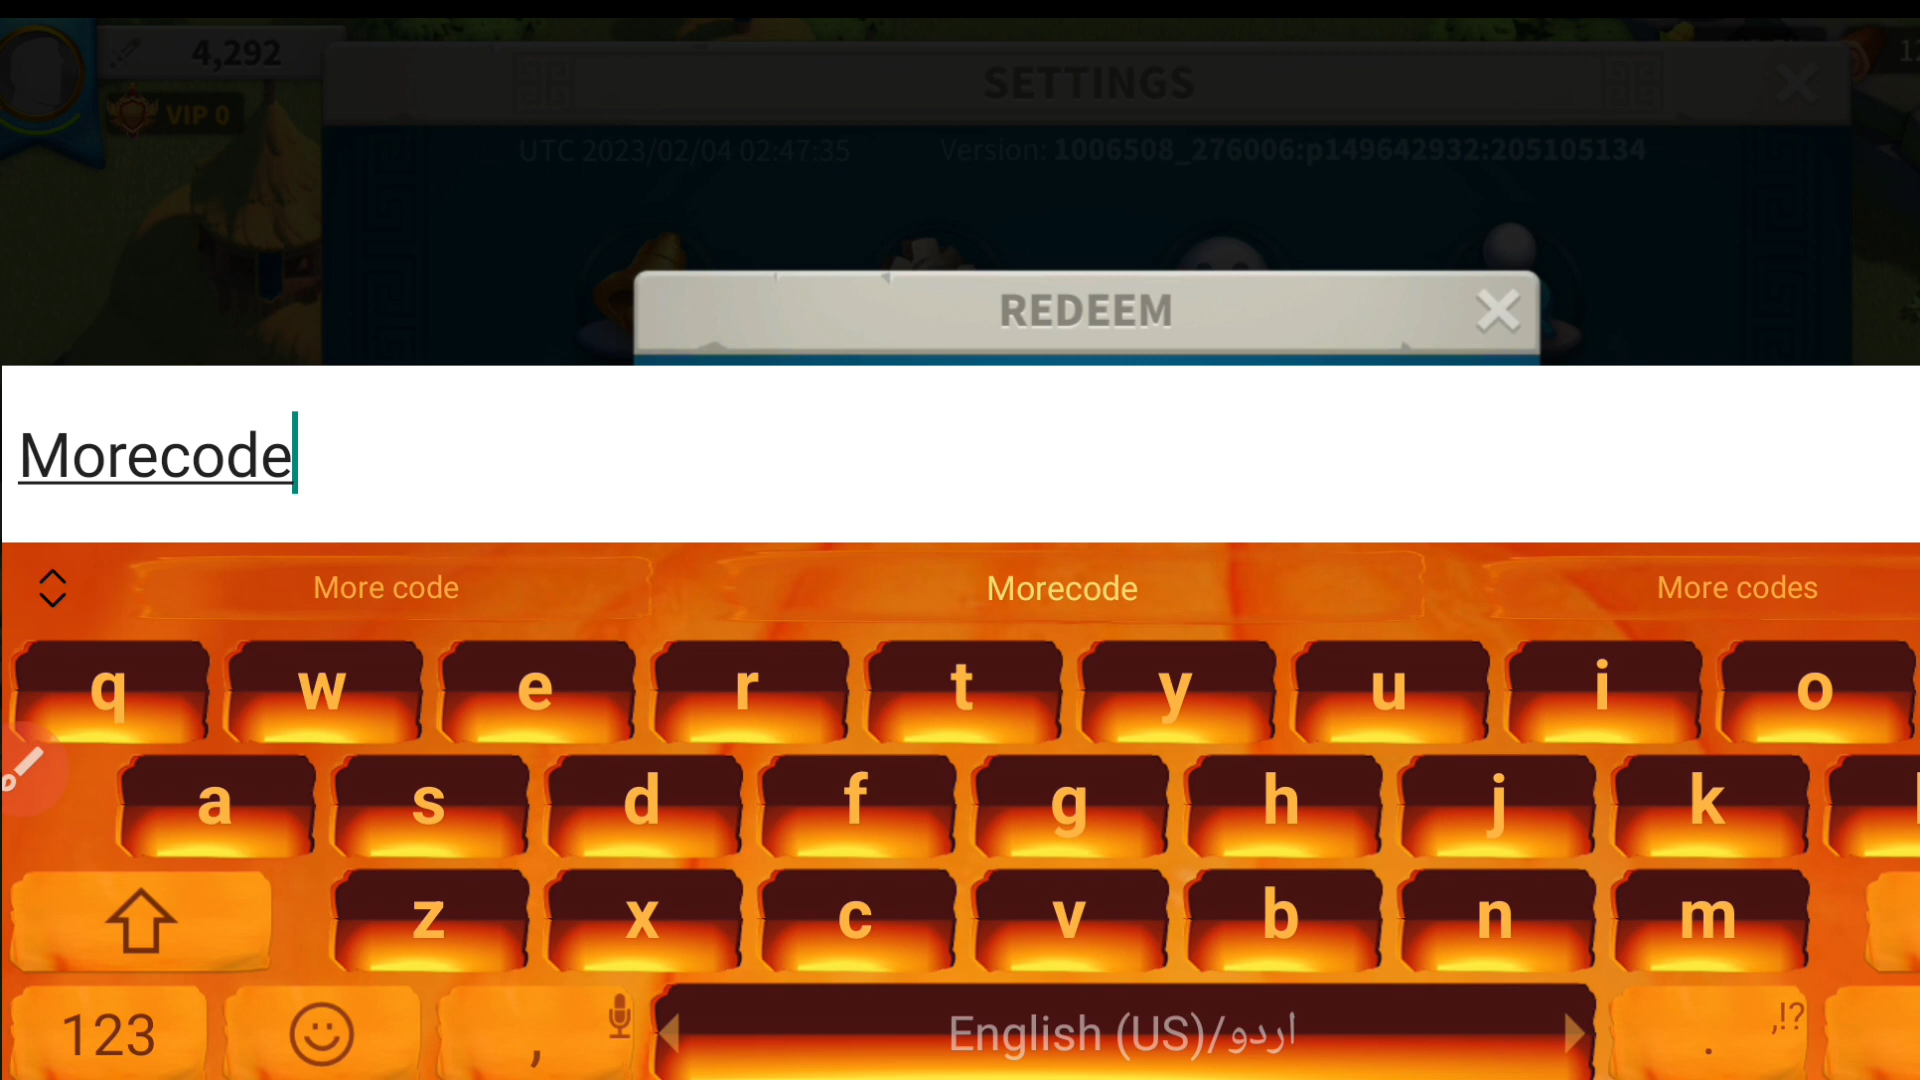 4,292
SETTINGS
VIP 0
UTC 2023/02/04 02:47:35 Version: 1006508_276006:p149642932:205105134
REDEEM
Morecode
More code Morecode More codes
q w e r t y u i o
a s d f g h j k
z x c v b n m
123 , English (US)/اردو . ,!?